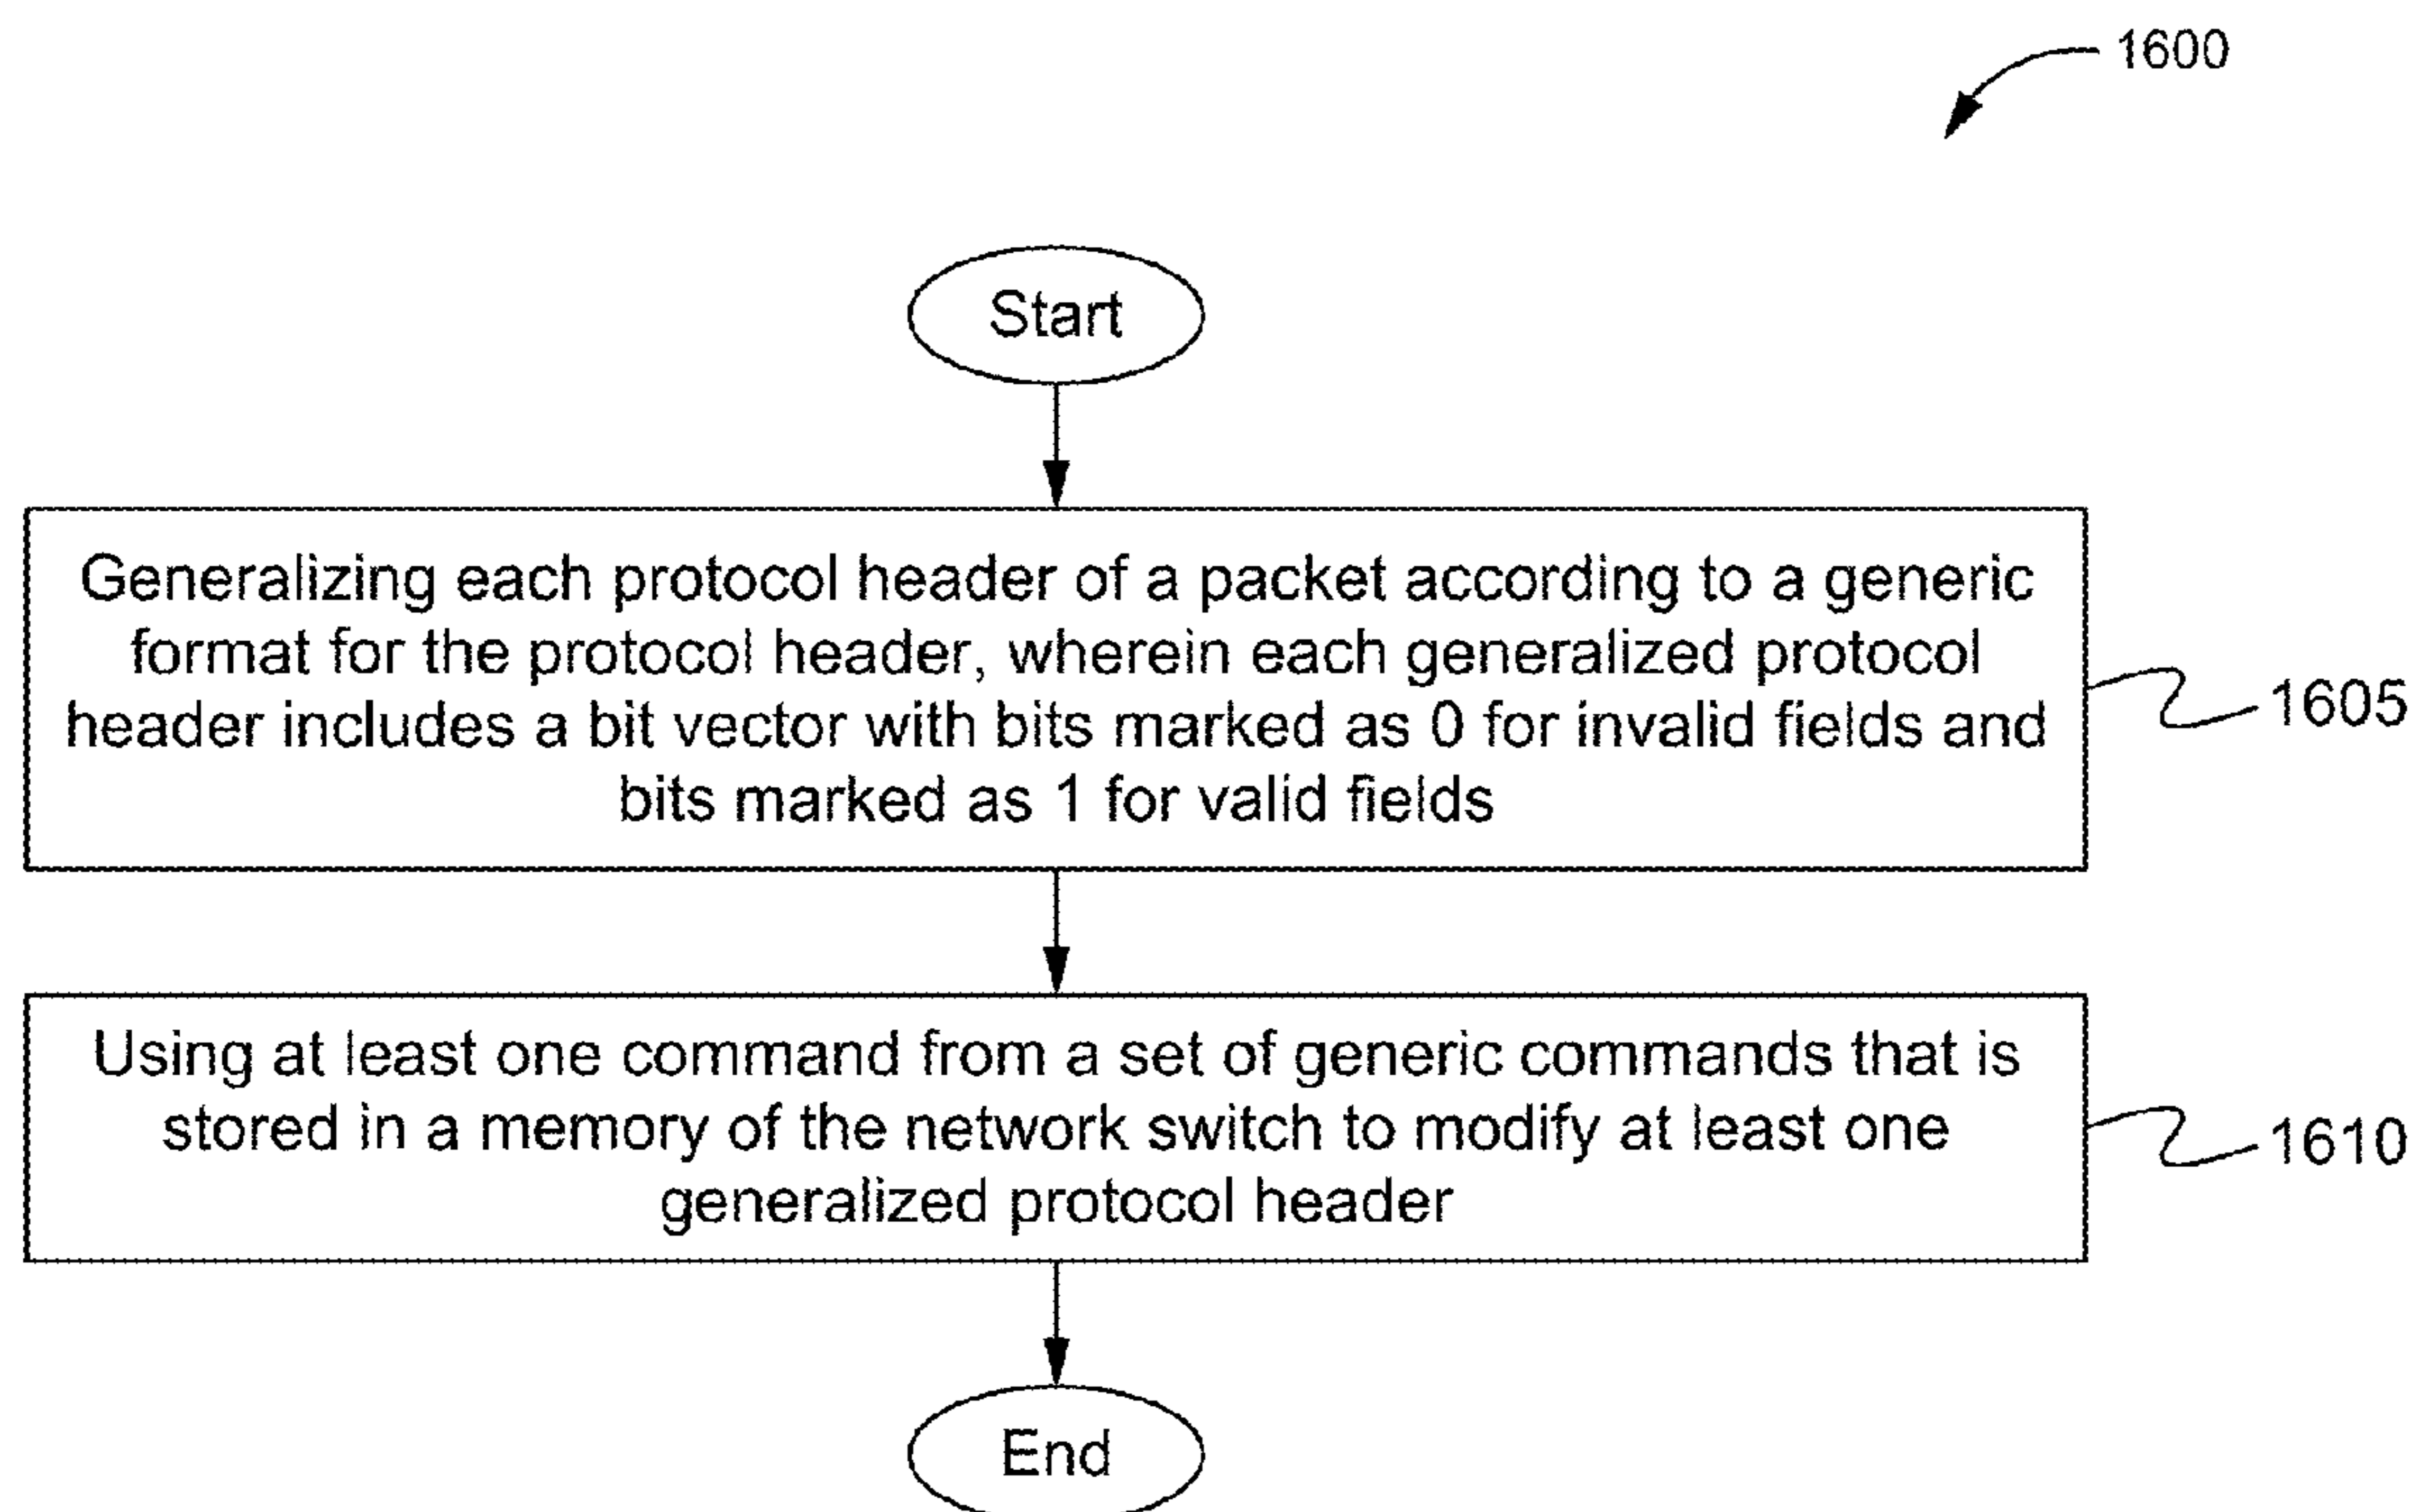 1600
Start
Generalizing each protocol header of a packet according to a generic
format for the protocol header, wherein each generalized protocol
header includes a bit vector with bits marked as 0 for invalid fields and
bits marked as 1 for valid fields
1605
Using at least one command from a set of generic commands that is
stored in a memory of the network switch to modify at least one
generalized protocol header
1610
End